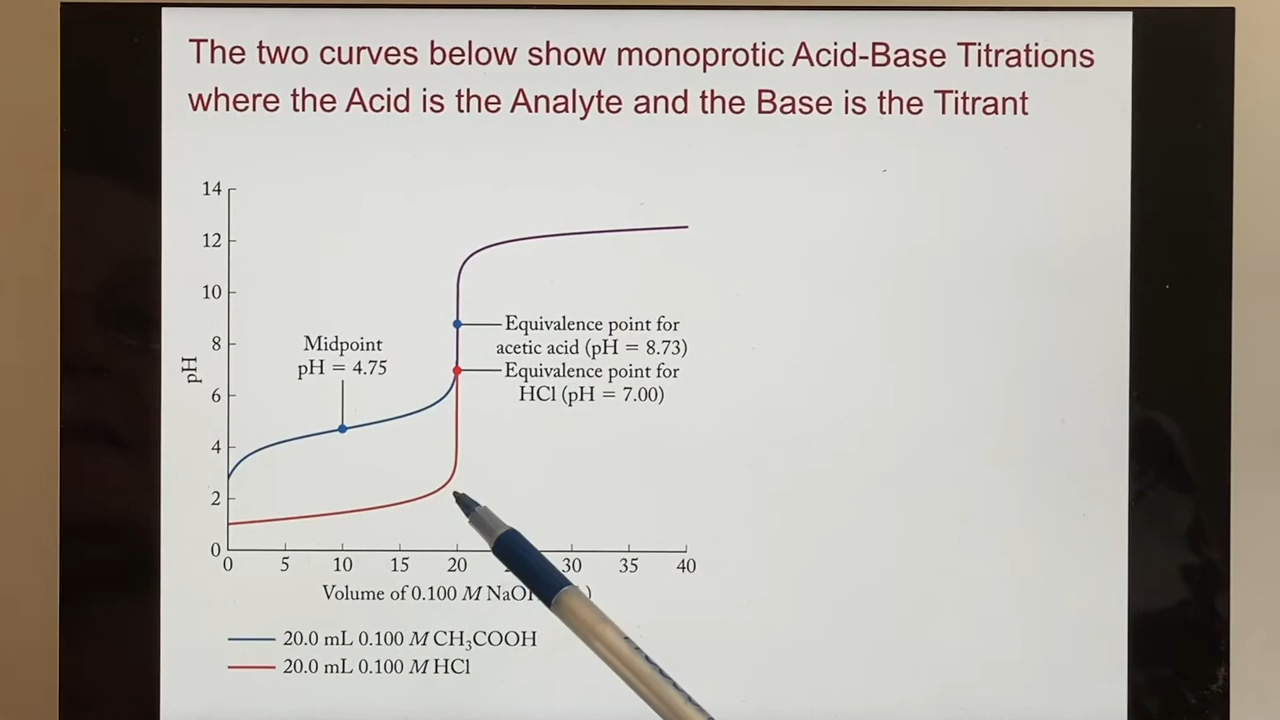 The two curves below show monoprotic Acid-Base Titrations
where the Acid is the Analyte and the Base is the Titrant
14
12
10
8
6
4
2
0
pH
Midpoint
pH = 4.75
Equivalence point for
acetic acid (pH = 8.73)
Equivalence point for
HCl (pH = 7.00)
0 5 10 15 20 30 35 40
Volume of 0.100 M )
20.0 mL 0.100 M CH₃COOH
20.0 mL 0.100 M HCl